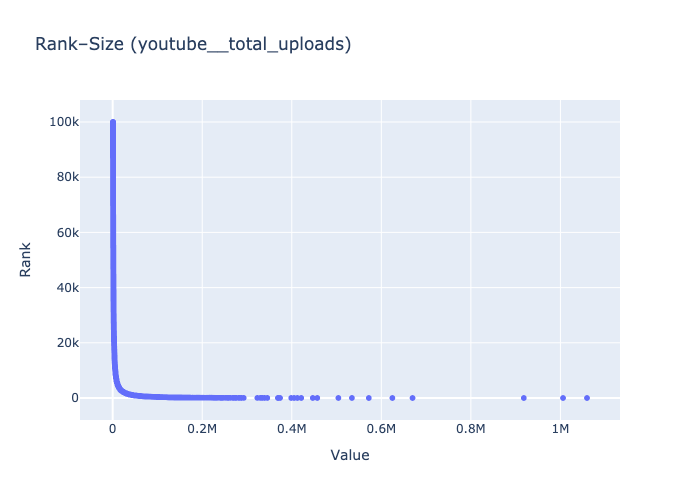 Rank–Size (youtube__total_uploads)
100k
80k
60k
40k
20k
0
Rank
0
0.2M
0.4M
0.6M
0.8M
1M
Value